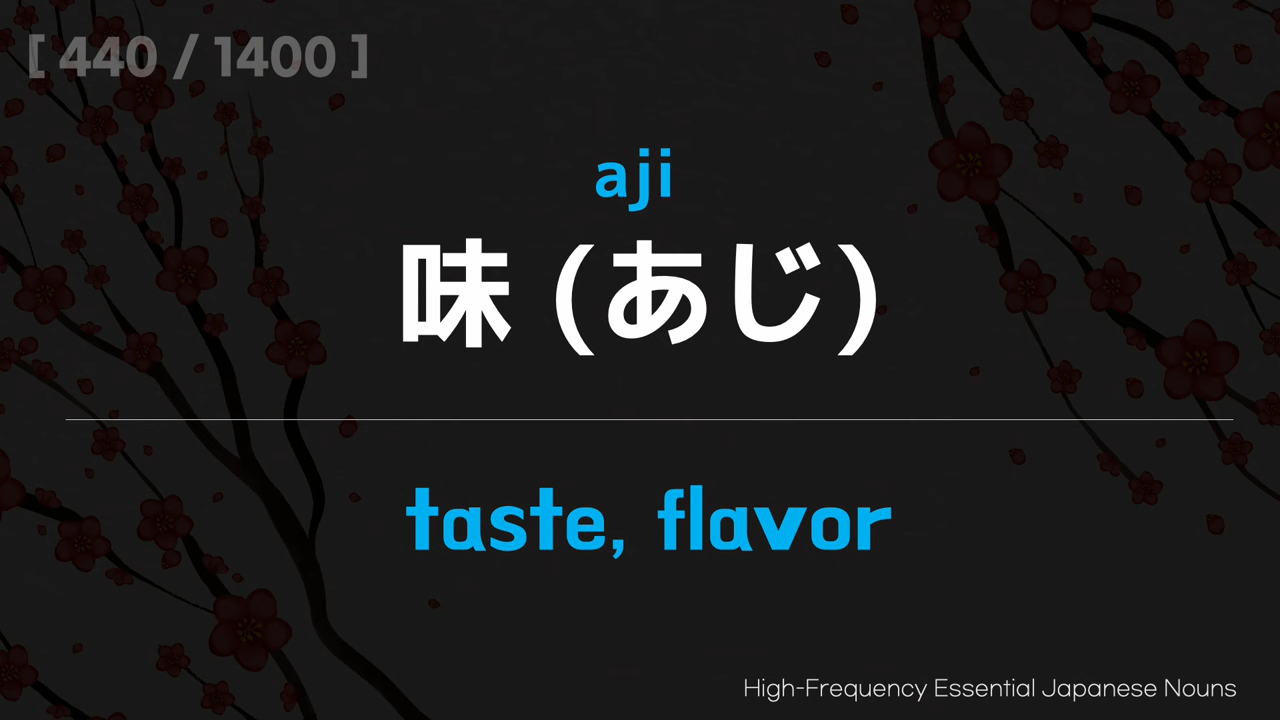 [ 440 / 1400 ]
aji
味 (あじ)
taste, flavor
High-Frequency Essential Japanese Nouns